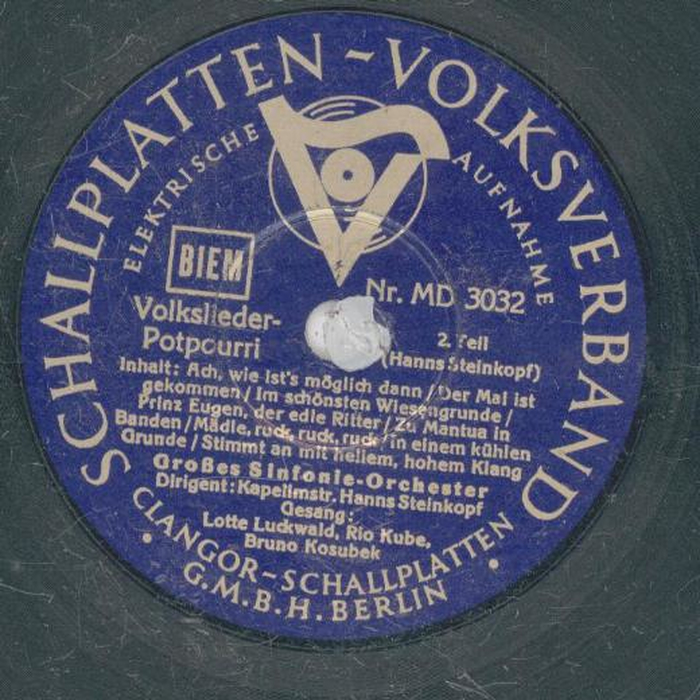 SCHALLPLATTEN-VOLKSVERBAND
ELEKTRISCHE AUFNAHME
BIEM
Nr. MD 3032
Volkslieder-
Potpourri
2. Teil
(Hanns Steinkopf)
Inhalt: Ach, wie ist's möglich dann / Der Mai ist
gekommen / Im schönsten Wiesengrunde /
Prinz Eugen, der edle Ritter / Zu Mantua in
Banden / Mädle, ruck, ruck, ruck / In einem kühlen
Grunde / Stimmt an mit hellem, hohem Klang
Großes Sinfonie-Orchester
Dirigent: Kapellmstr. Hanns Steinkopf
Gesang:
Lotte Luckwald, Rio Kube,
Bruno Kosubek
CLANGOR-SCHALLPLATTEN
G.M.B.H. BERLIN